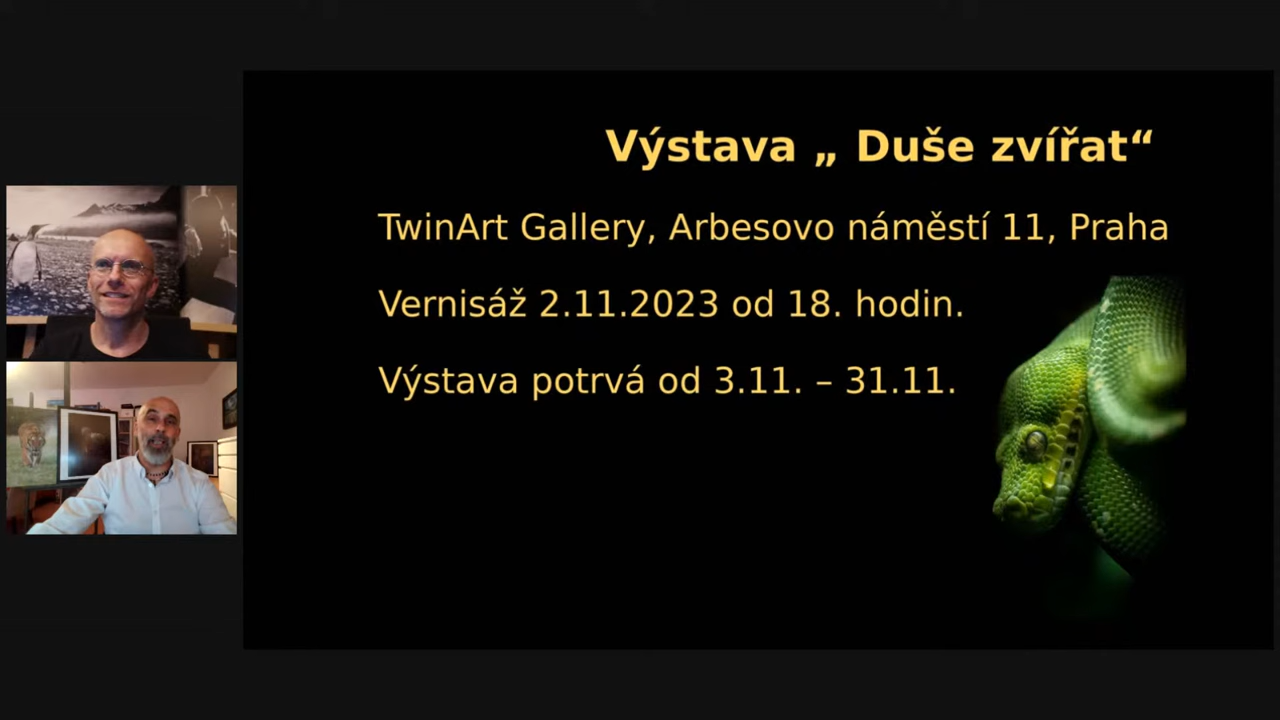 Výstava „ Duše zvířat“
TwinArt Gallery, Arbesovo náměstí 11, Praha
Vernisáž 2.11.2023 od 18. hodin.
Výstava potrvá od 3.11. – 31.11.